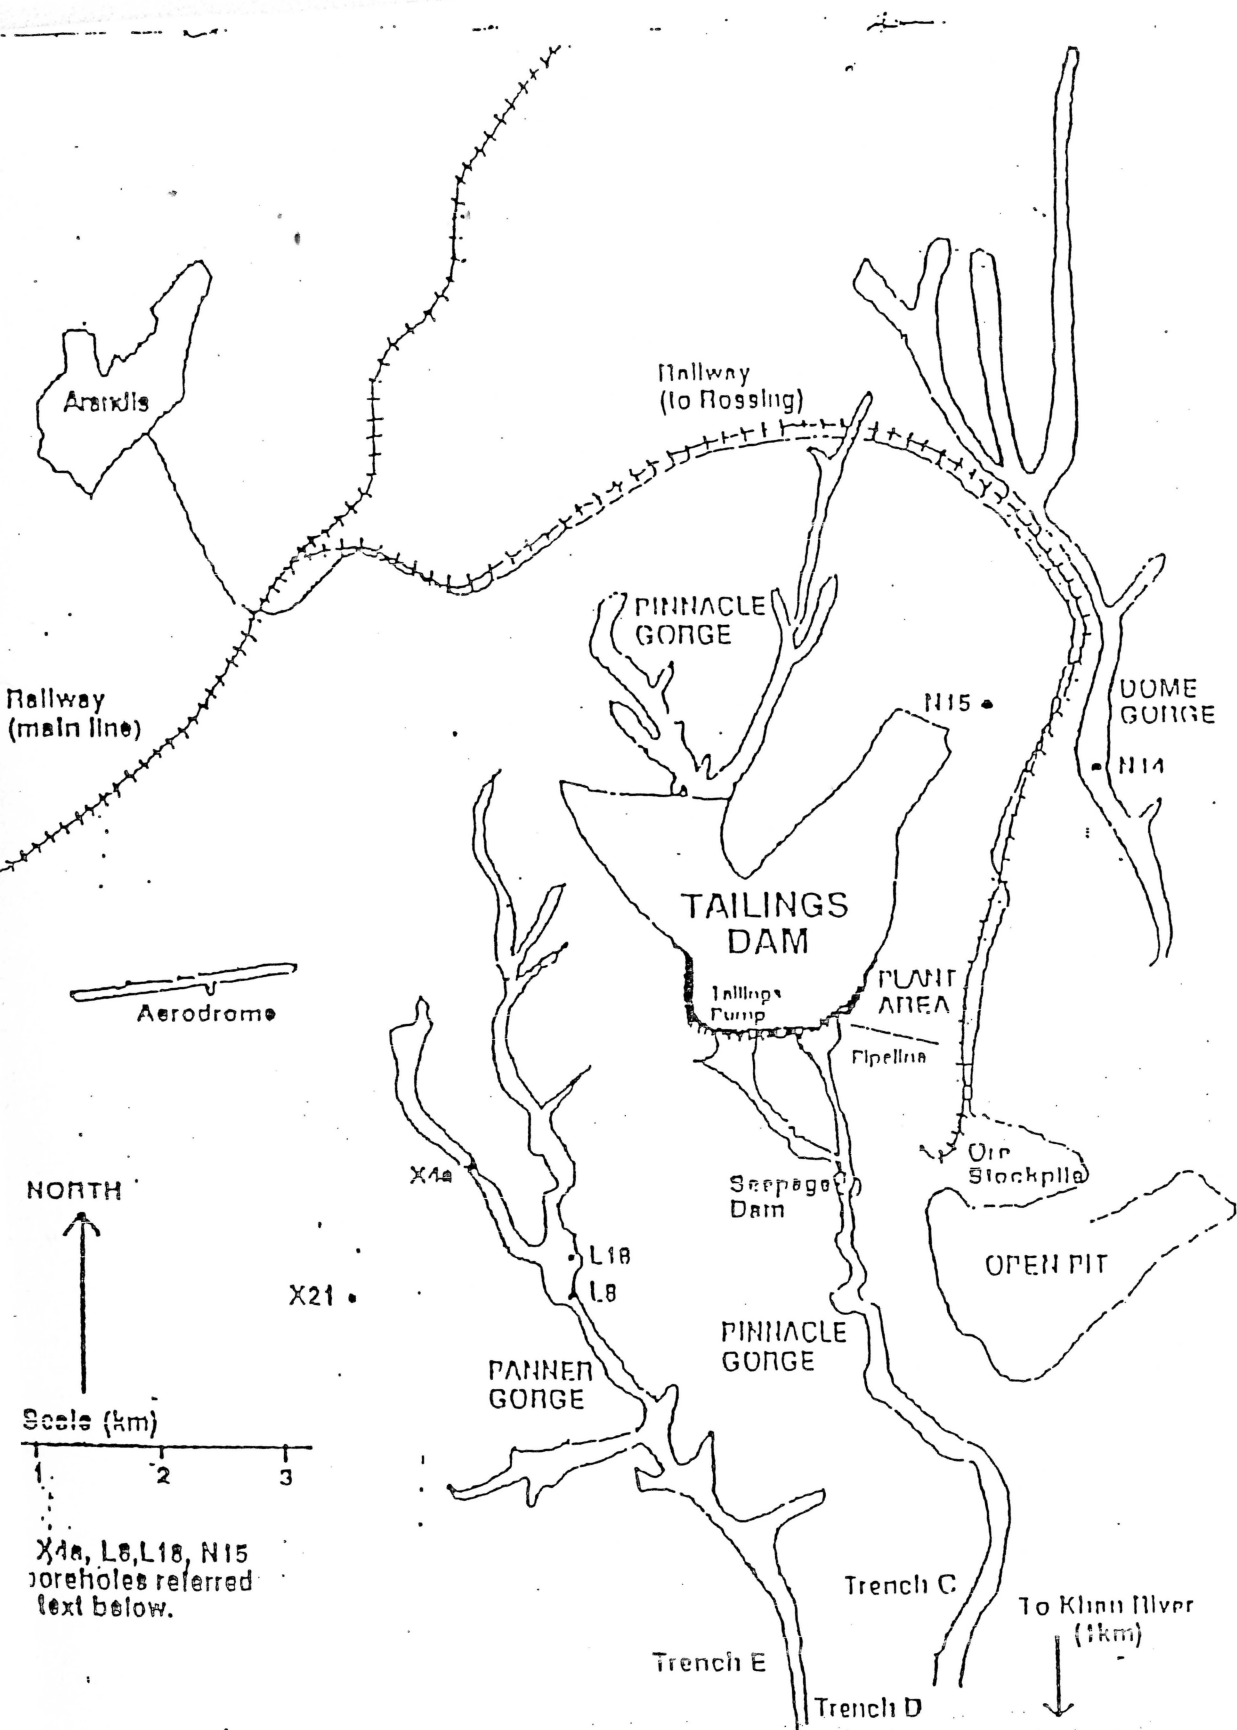 Railway
(to Rossing)
Arandis
PINNACLE
GORGE
Railway
(main line)
N15
DOME
GORGE
N14
TAILINGS
DAM
PLANT
AREA
Tailings
Pump
Aerodrome
Pipeline
X4a
Ore
Stockpile
Seepage
Dam
NORTH
L18
OPEN PIT
X21
L8
PINNACLE
GORGE
PANNER
GORGE
Scale (km)
1 2 3
X4a, L8, L18, N15
boreholes referred
text below.
Trench C
To Khan River
(1km)
Trench E
Trench D